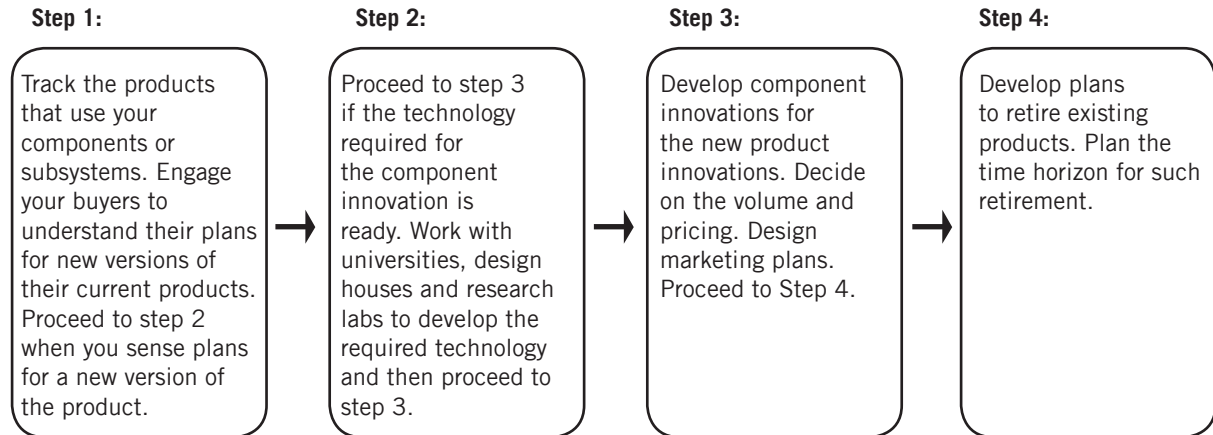 Step 1:
Track the products
that use your
components or
subsystems. Engage
your buyers to
understand their plans
for new versions of
their current products.
Proceed to step 2
when you sense plans
for a new version of
the product.
Step 2:
Proceed to step 3
if the technology
required for
the component
innovation is
ready. Work with
universities, design
houses and research
labs to develop the
required technology
and then proceed to
step 3.
Step 3:
Develop component
innovations for
the new product
innovations. Decide
on the volume and
pricing. Design
marketing plans.
Proceed to Step 4.
Step 4:
Develop plans
to retire existing
products. Plan the
time horizon for such
retirement.